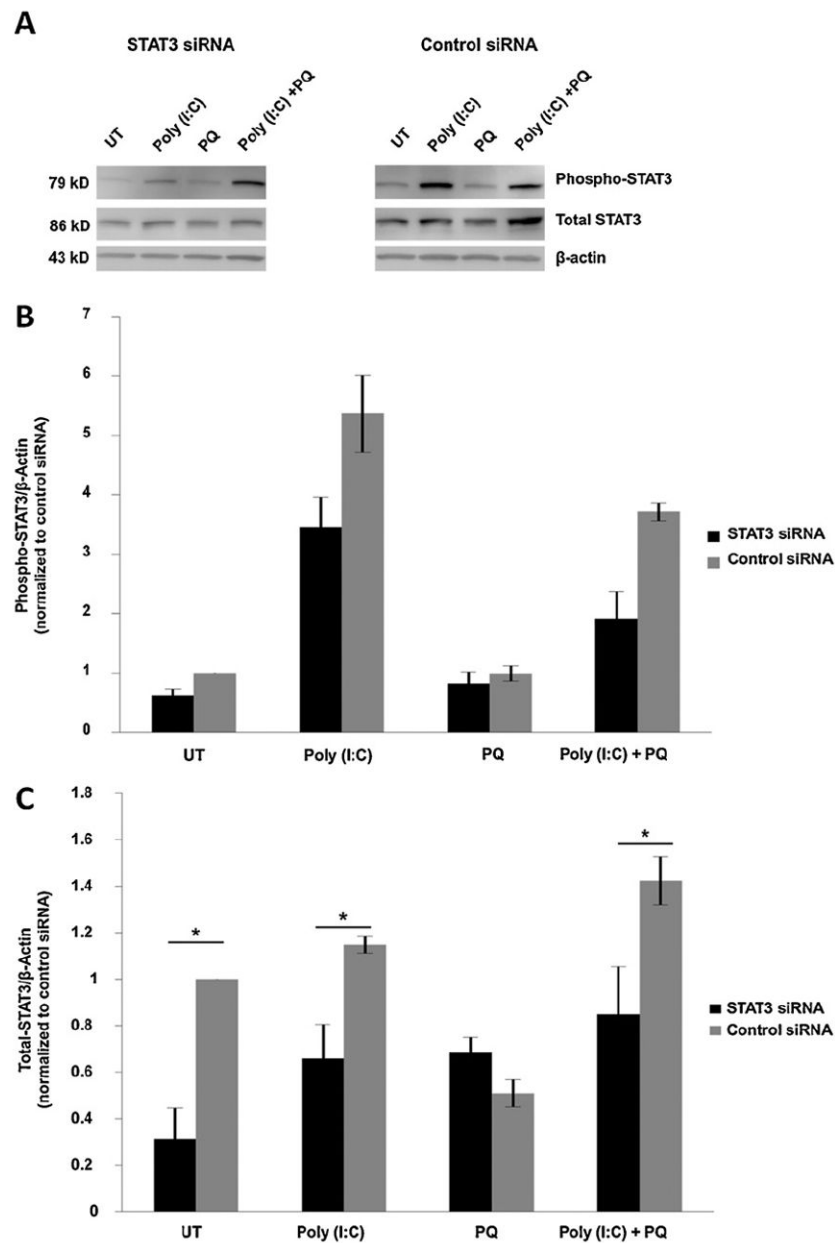 A
STAT3 siRNA
Control siRNA
UT
Poly (I:C)
PQ
Poly (I:C) +PQ
UT
Poly (I:C)
PQ
Poly (I:C) +PQ
79 kD
Phospho-STAT3
86 kD
Total STAT3
43 kD
β-actin
B
Phospho-STAT3/β-Actin
(normalized to control siRNA)
7
6
5
4
3
2
1
0
STAT3 siRNA
Control siRNA
UT
Poly (I:C)
PQ
Poly (I:C) + PQ
C
Total-STAT3/β-Actin
(normalized to control siRNA)
1.8
1.6
1.4
1.2
1
0.8
0.6
0.4
0.2
0
*
*
*
STAT3 siRNA
Control siRNA
UT
Poly (I:C)
PQ
Poly (I:C) + PQ